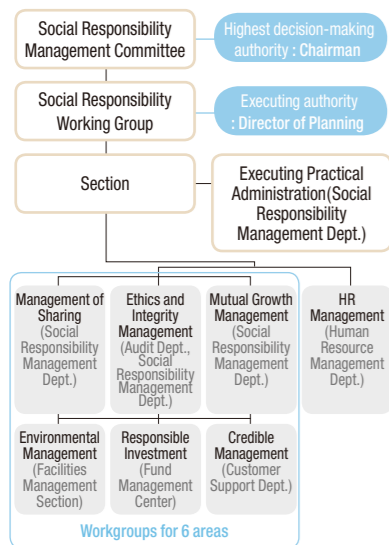 Social Responsibility
Management Committee
Highest decision-making
authority : Chairman
Social Responsibility
Working Group
Executing authority
: Director of Planning
Section
Executing Practical
Administration(Social
Responsibility
Management Dept.)
Management of
Sharing
(Social
Responsibility
Management
Dept.)
Ethics and
Integrity
Management
(Audit Dept.,
Social
Responsibility
Management
Dept.)
Mutual Growth
Management
(Social
Responsibility
Management
Dept.)
HR
Management
(Human
Resource
Management
Dept.)
Environmental
Management
(Facilities
Management
Section)
Responsible
Investment
(Fund
Management
Center)
Credible
Management
(Customer
Support Dept.)
Workgroups for 6 areas